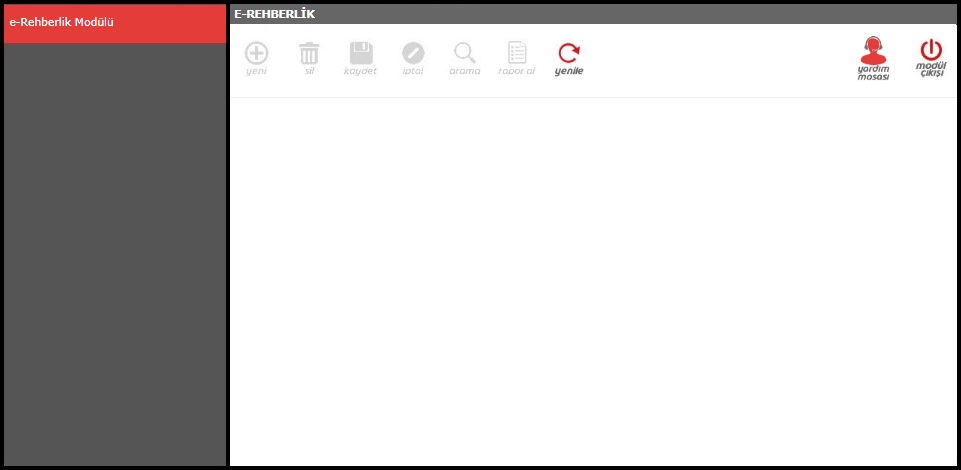 e-Rehberlik Modülü
E-REHBERLİK
yeni sil kaydet iptal arama rapor al yenile
yardım masası
modül çıkışı